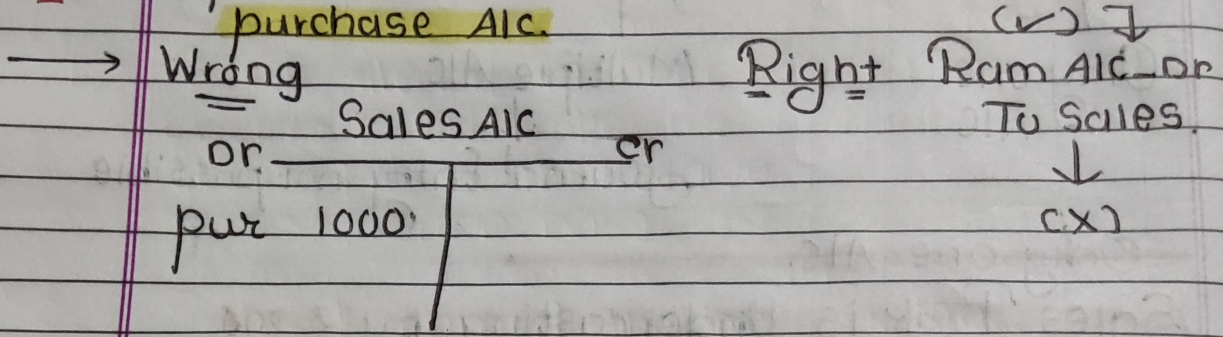 purchase A/c.
(✓) ↓
→ Wrong Right Ram A/c Dr
Sales A/c To Sales.
Dr. cr ↓
pur 1000 (X)